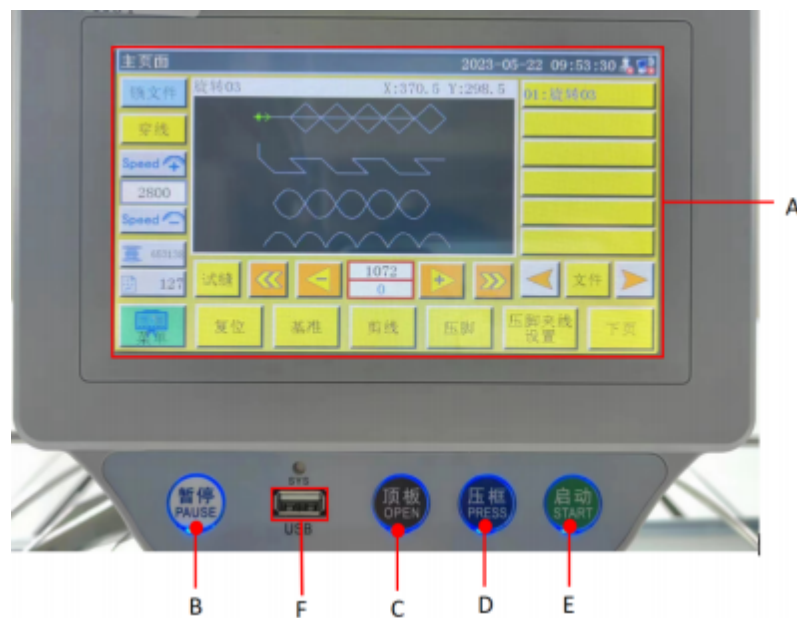 主页面 2023-05-22 09:53:30
旋转03 X:370.5 Y:298.5 01:旋转03
穿线
Speed
2800
Speed
127
试缝 1072 文件
0
菜单 复位 基准 剪线 压脚 压脚夹线设置 下页
A
SYS
暂停 顶板 压框 启动
PAUSE OPEN PRESS START
USB
B F C D E